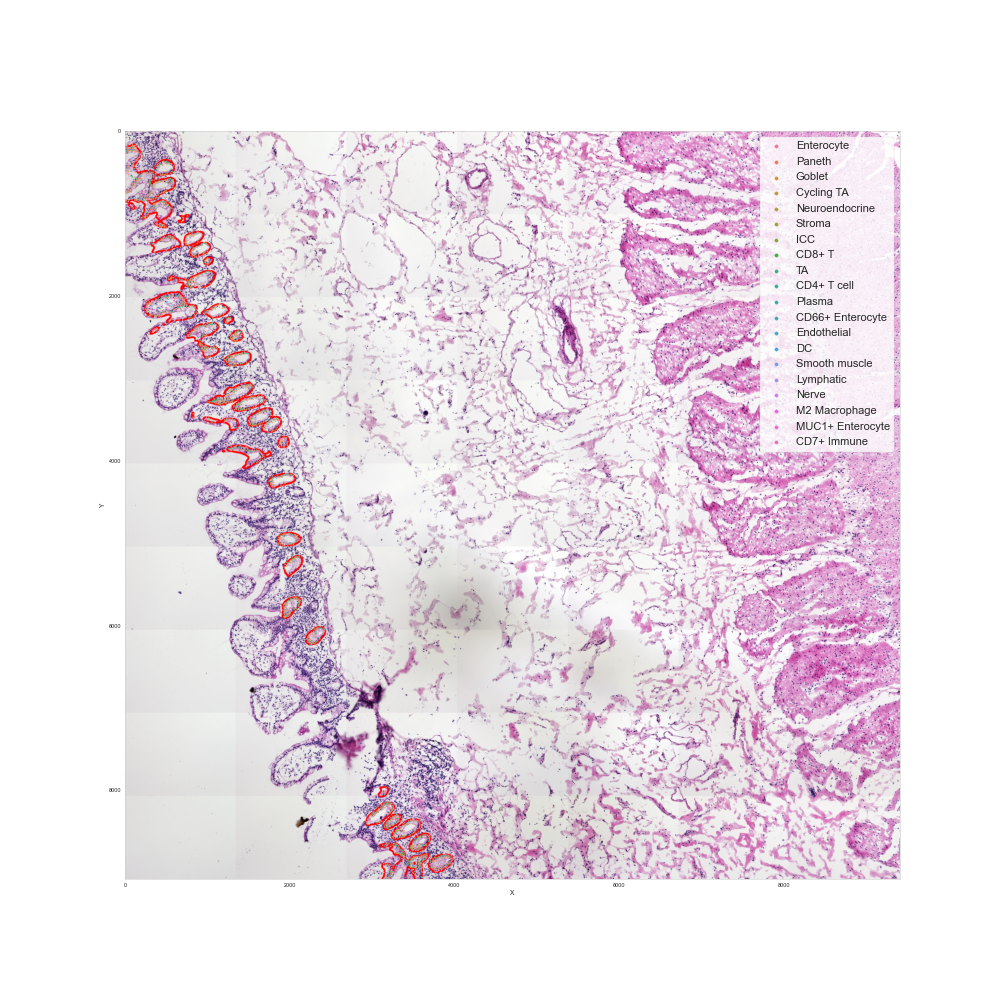 0
2000
4000
6000
8000
Y
0
2000
4000
6000
8000
X
Enterocyte
Paneth
Goblet
Cycling TA
Neuroendocrine
Stroma
ICC
CD8+ T
TA
CD4+ T cell
Plasma
CD66+ Enterocyte
Endothelial
DC
Smooth muscle
Lymphatic
Nerve
M2 Macrophage
MUC1+ Enterocyte
CD7+ Immune